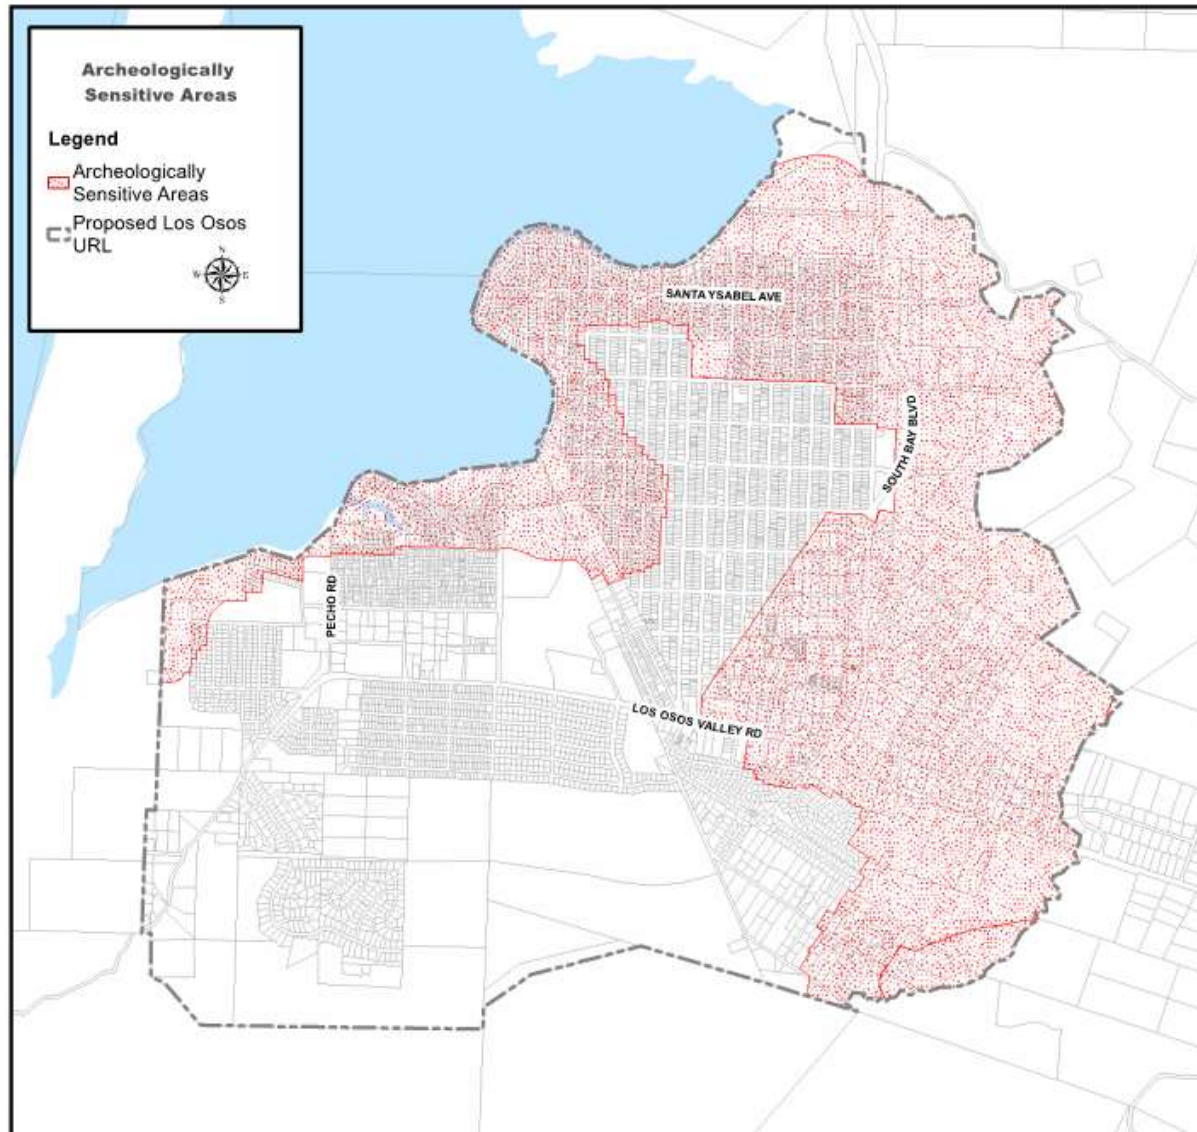 Archeologically
Sensitive Areas
Legend
Archeologically
Sensitive Areas
Proposed Los Osos
URL
N
W E
S
SANTA YSABEL AVE
SOUTH BAY BLVD
PECHO RD
LOS OSOS VALLEY RD